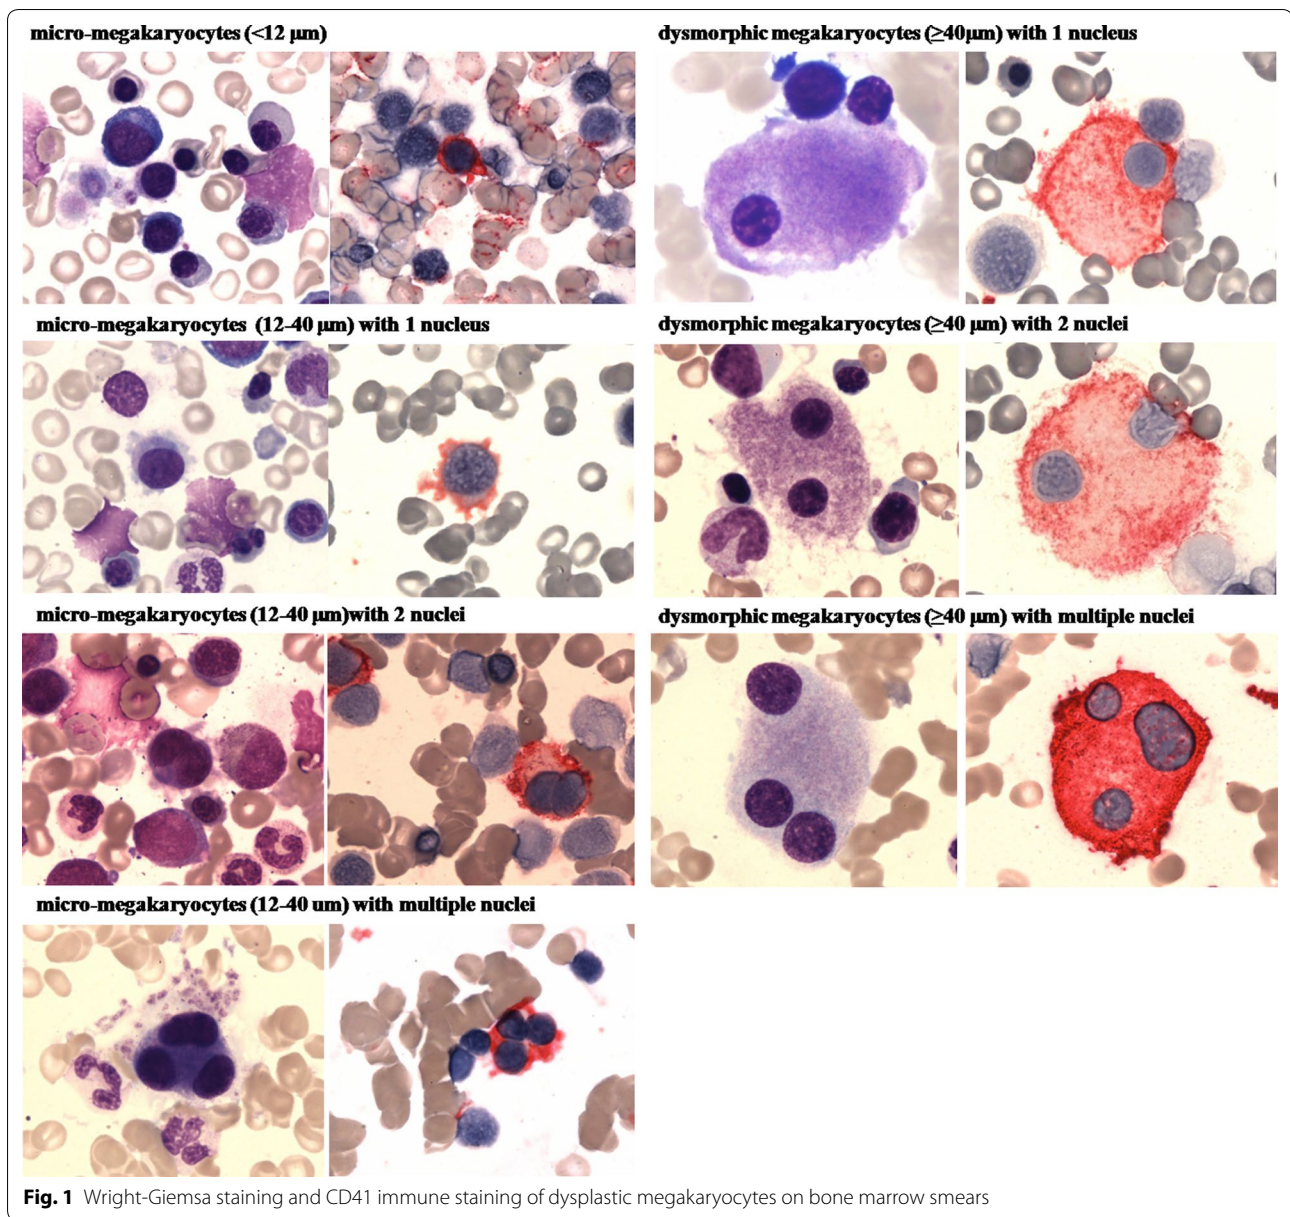 micro-megakaryocytes (<12 μm)
dysmorphic megakaryocytes (≥40μm) with 1 nucleus
micro-megakaryocytes (12-40 μm) with 1 nucleus
dysmorphic megakaryocytes (≥40 μm) with 2 nuclei
micro-megakaryocytes (12-40 μm)with 2 nuclei
dysmorphic megakaryocytes (≥40 μm) with multiple nuclei
micro-megakaryocytes (12-40 um) with multiple nuclei
Fig. 1 Wright-Giemsa staining and CD41 immune staining of dysplastic megakaryocytes on bone marrow smears